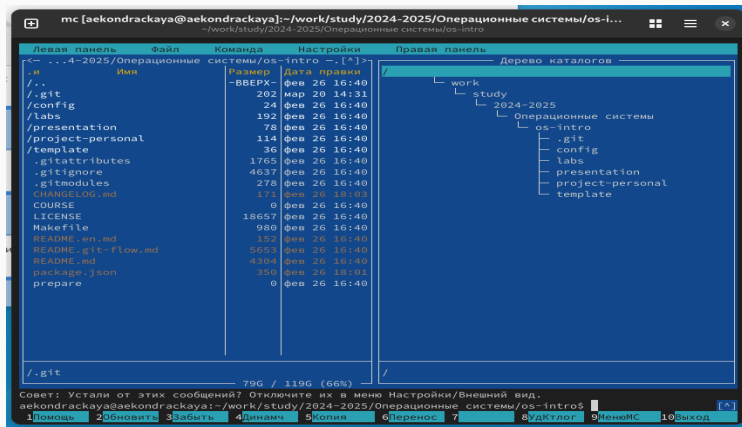 mc [aekondrackaya@aekondrackaya]:~/work/study/2024-2025/Операционные системы/os-i...
~/work/study/2024-2025/Операционные системы/os-intro
Левая панель Файл Команда Настройки Правая панель
<— ...4-2025/Операционные системы/os-intro —.[^]> Дерево каталогов
.и Имя Размер Дата правки /
/.. -ВВЕРХ- фев 26 16:40 work
/.git 202 мар 20 14:31 study
/config 24 фев 26 16:40 2024-2025
/labs 192 фев 26 16:40 Операционные системы
/presentation 78 фев 26 16:40 os-intro
/project-personal 114 фев 26 16:40 .git
/template 36 фев 26 16:40 config
.gitattributes 1765 фев 26 16:40 labs
.gitignore 4637 фев 26 16:40 presentation
.gitmodules 278 фев 26 16:40 project-personal
CHANGELOG.md 171 фев 26 18:03 template
COURSE 0 фев 26 16:40
LICENSE 18657 фев 26 16:40
Makefile 980 фев 26 16:40
README.en.md 152 фев 26 16:40
README.git-flow.md 5653 фев 26 16:40
README.md 4304 фев 26 16:40
package.json 350 фев 26 18:01
prepare 0 фев 26 16:40
/.git /
79G / 119G (66%)
Совет: Устали от этих сообщений? Отключите их в меню Настройки/Внешний вид.
aekondrackaya@aekondrackaya:~/work/study/2024-2025/Операционные системы/os-intro$ [^]
1Помощь 2Обновить 3Забыть 4Динамч 5Копия 6Перенос 7 8УдКтлог 9МенюMC 10Выход